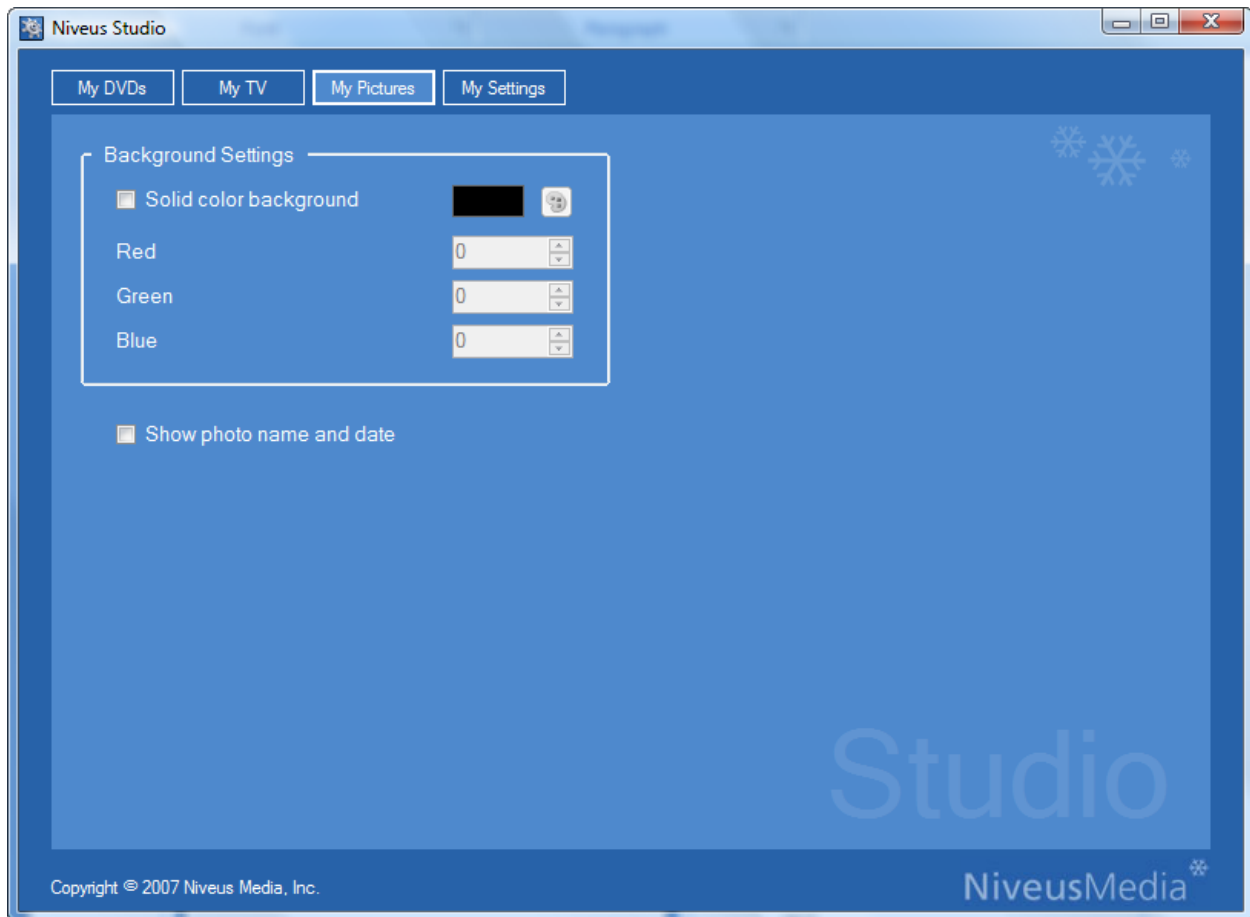 Niveus Studio
My DVDs My TV My Pictures My Settings
Background Settings
Solid color background
Red 0
Green 0
Blue 0
Show photo name and date
Studio
Copyright © 2007 Niveus Media, Inc.
NiveusMedia